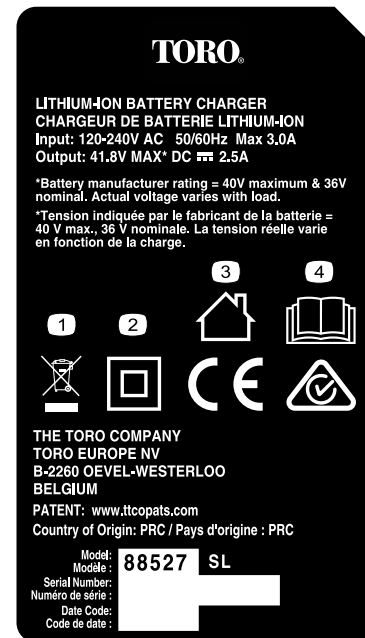 TORO®
LITHIUM-ION BATTERY CHARGER
CHARGEUR DE BATTERIE LITHIUM-ION
Input: 120-240V AC 50/60Hz Max 3.0A
Output: 41.8V MAX* DC ⎓ 2.5A
*Battery manufacturer rating = 40V maximum & 36V
nominal. Actual voltage varies with load.
*Tension indiquée par le fabricant de la batterie =
40 V max., 36 V nominale. La tension réelle varie
en fonction de la charge.
3 4
1 2
CE
THE TORO COMPANY
TORO EUROPE NV
B-2260 OEVEL-WESTERLOO
BELGIUM
PATENT: www.ttcopats.com
Country of Origin: PRC / Pays d'origine : PRC
Model: 88527 SL
Modèle :
Serial Number:
Numéro de série :
Date Code:
Code de date :